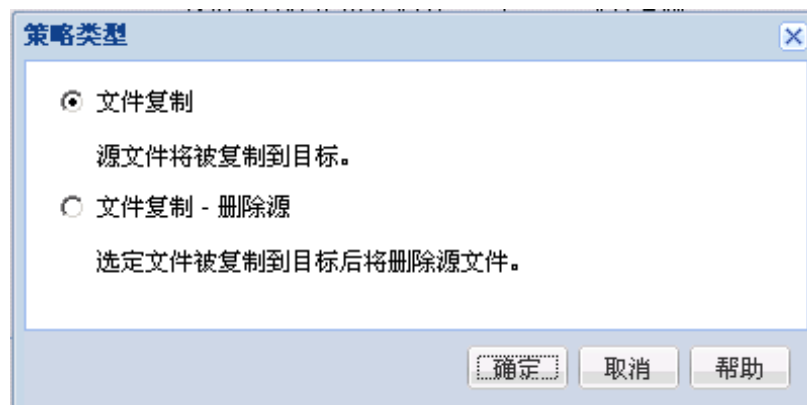 策略类型
文件复制
源文件将被复制到目标。
文件复制 - 删除源
选定文件被复制到目标后将删除源文件。
确定 取消 帮助